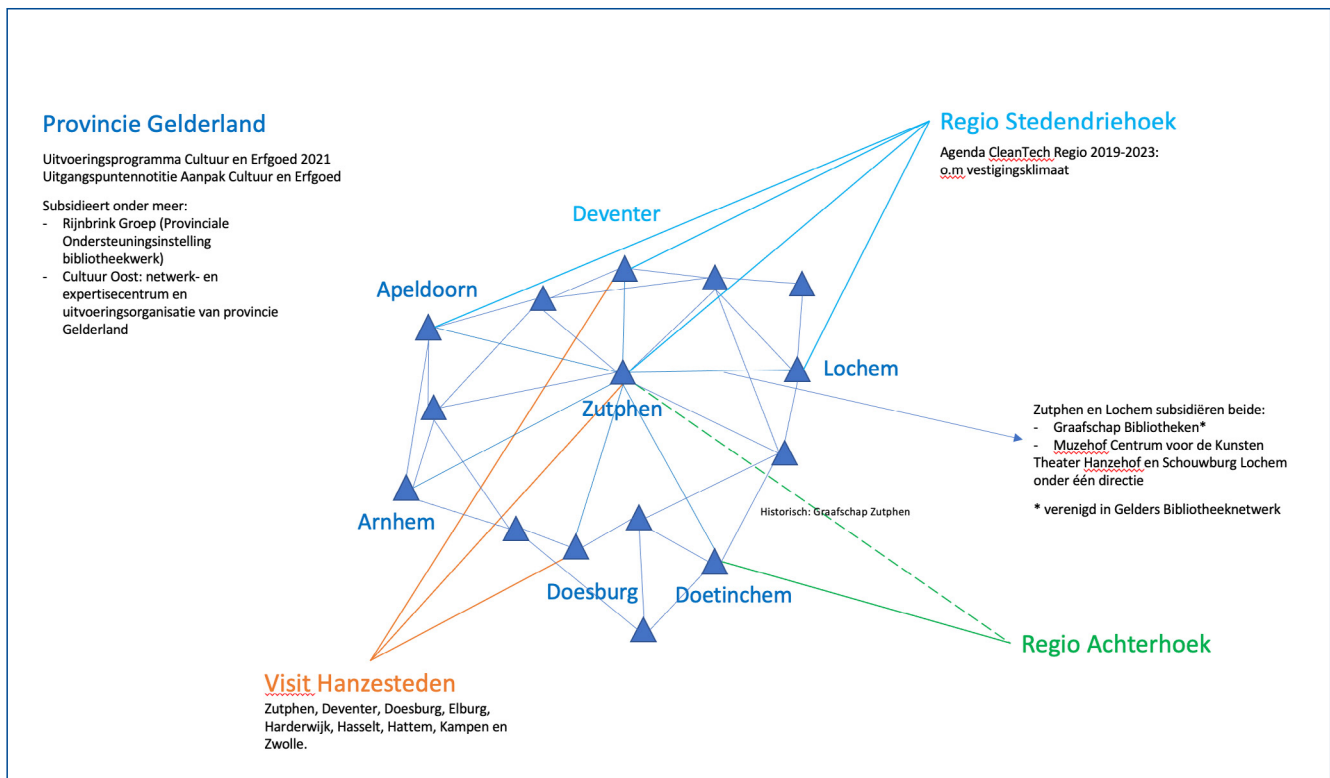 Provincie Gelderland
Uitvoeringsprogramma Cultuur en Erfgoed 2021
Uitgangspuntennotitie Aanpak Cultuur en Erfgoed
Subsidieert onder meer:
- Rijnbrink Groep (Provinciale
Ondersteuningsinstelling
bibliotheekwerk)
- Cultuur Oost: netwerk- en
expertisecentrum en
uitvoeringsorganisatie van provincie
Gelderland
Regio Stedendriehoek
Agenda CleanTech Regio 2019-2023:
o.m vestigingsklimaat
Deventer
Apeldoorn
Lochem
Zutphen
Zutphen en Lochem subsidiëren beide:
- Graafschap Bibliotheken*
- Muzehof Centrum voor de Kunsten
Theater Hanzehof en Schouwburg Lochem
onder één directie
* verenigd in Gelders Bibliotheeknetwerk
Arnhem
Historisch: Graafschap Zutphen
Doesburg
Doetinchem
Regio Achterhoek
Visit Hanzesteden
Zutphen, Deventer, Doesburg, Elburg,
Harderwijk, Hasselt, Hattem, Kampen en
Zwolle.